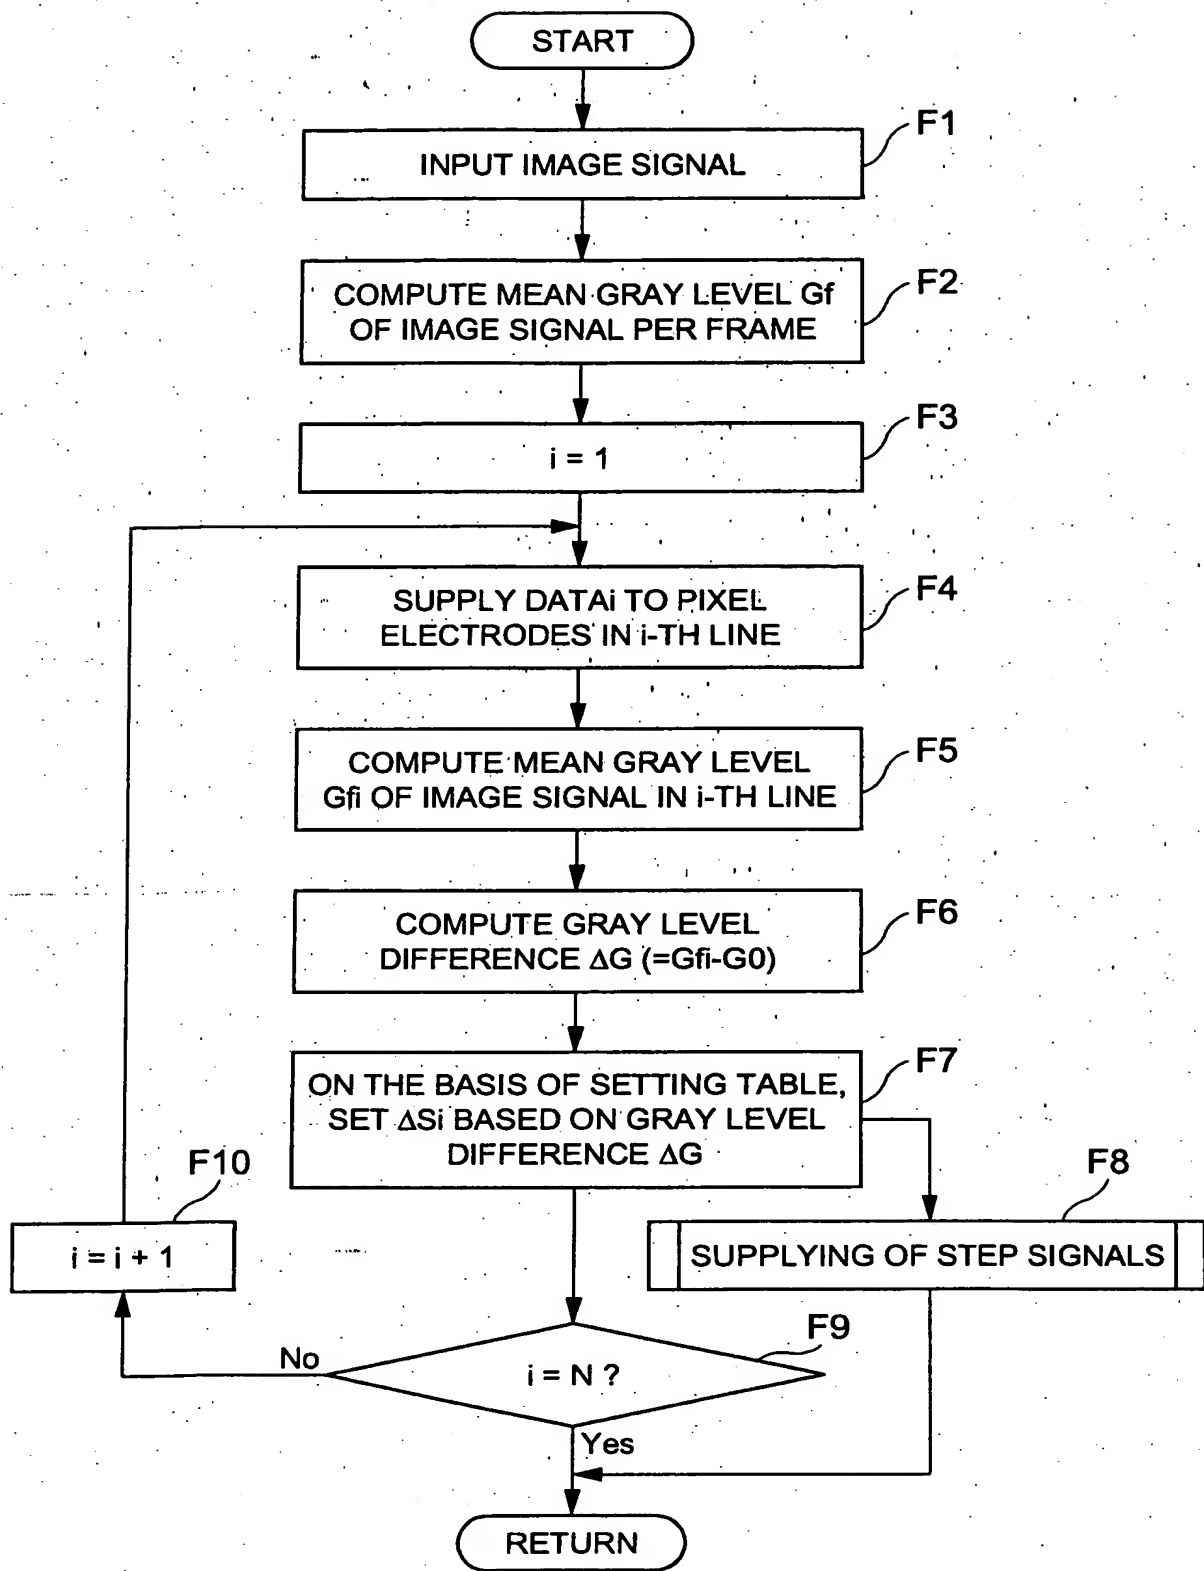 START
F1
INPUT IMAGE SIGNAL
F2
COMPUTE MEAN GRAY LEVEL Gf
OF IMAGE SIGNAL PER FRAME
F3
i = 1
F4
SUPPLY DATAi TO PIXEL
ELECTRODES IN i-TH LINE
F5
COMPUTE MEAN GRAY LEVEL
Gfi OF IMAGE SIGNAL IN i-TH LINE
F6
COMPUTE GRAY LEVEL
DIFFERENCE ΔG (=Gfi-G0)
F7
ON THE BASIS OF SETTING TABLE,
SET ΔSi BASED ON GRAY LEVEL
DIFFERENCE ΔG
F10
i = i + 1
F8
SUPPLYING OF STEP SIGNALS
F9
i = N ?
No
Yes
RETURN